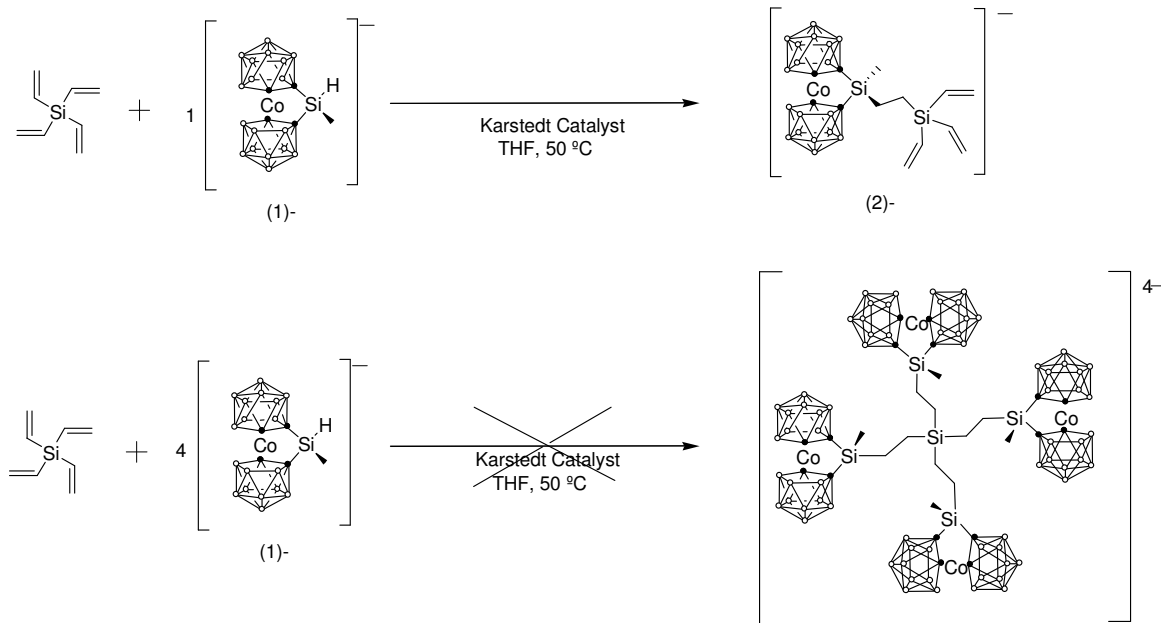 Si + 1 Co Si H −
Karstedt Catalyst
THF, 50 ºC
Co Si Si −
(1)-
(2)-
Si + 4 Co Si H −
Karstedt Catalyst
THF, 50 ºC
(1)-
4−
Co
Si
Si Co
Co Si Si
Si
Co